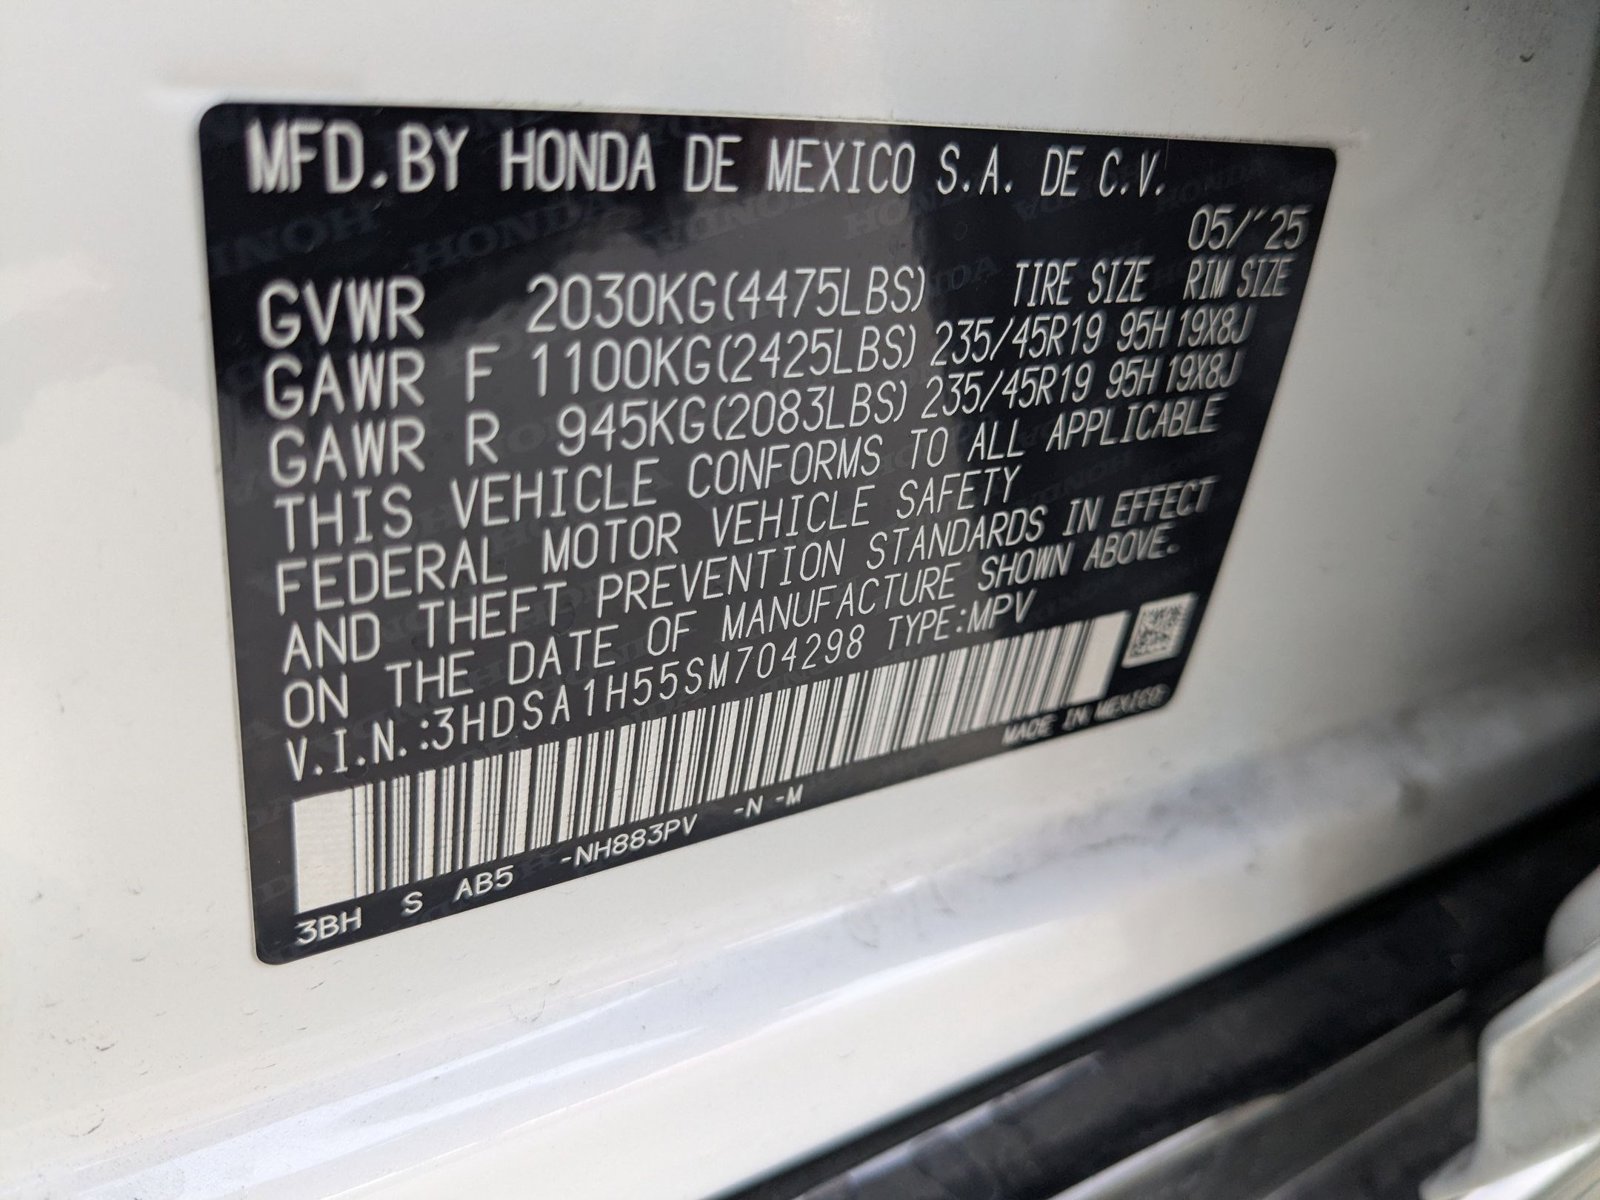 MFD.BY HONDA DE MEXICO S.A. DE C.V.
05/'25
GVWR 2030KG(4475LBS) TIRE SIZE RIM SIZE
GAWR F 1100KG(2425LBS) 235/45R19 95H 19X8J
GAWR R 945KG(2083LBS) 235/45R19 95H 19X8J
THIS VEHICLE CONFORMS TO ALL APPLICABLE
FEDERAL MOTOR VEHICLE SAFETY
AND THEFT PREVENTION STANDARDS IN EFFECT
ON THE DATE OF MANUFACTURE SHOWN ABOVE.
V.I.N.:3HDSA1H55SM704298 TYPE:MPV
MADE IN MEXICO
3BH S AB5 -NH883PV -N -M